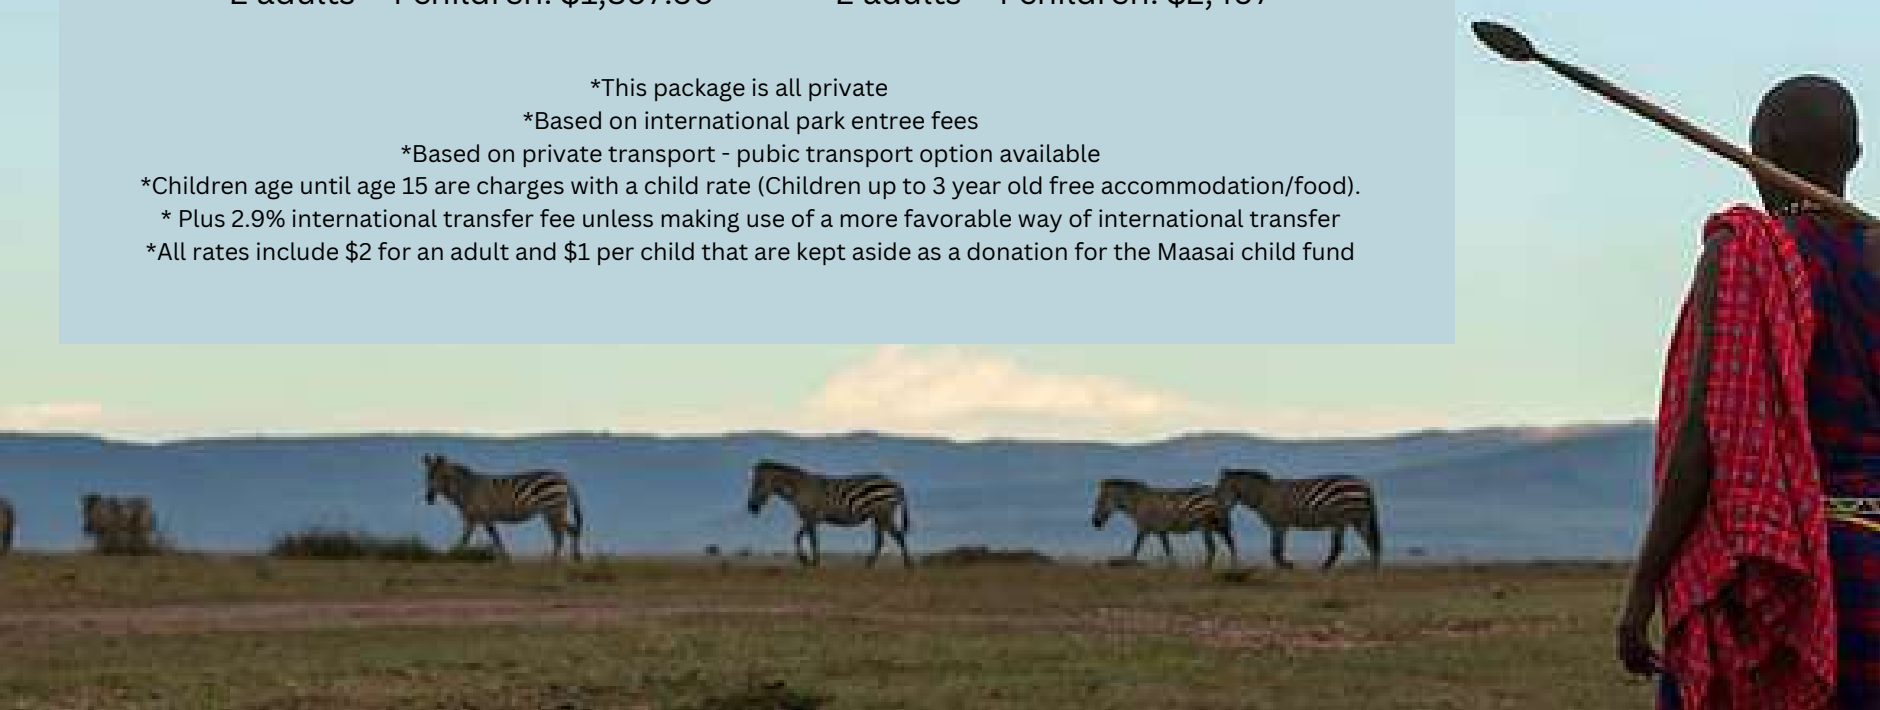 2 adults
*This package is all private
*Based on international park entree fees
*Based on private transport - pubic transport option available
*Children age until age 15 are charges with a child rate (Children up to 3 year old free accommodation/food).
* Plus 2.9% international transfer fee unless making use of a more favorable way of international transfer
*All rates include $2 for an adult and $1 per child that are kept aside as a donation for the Maasai child fund